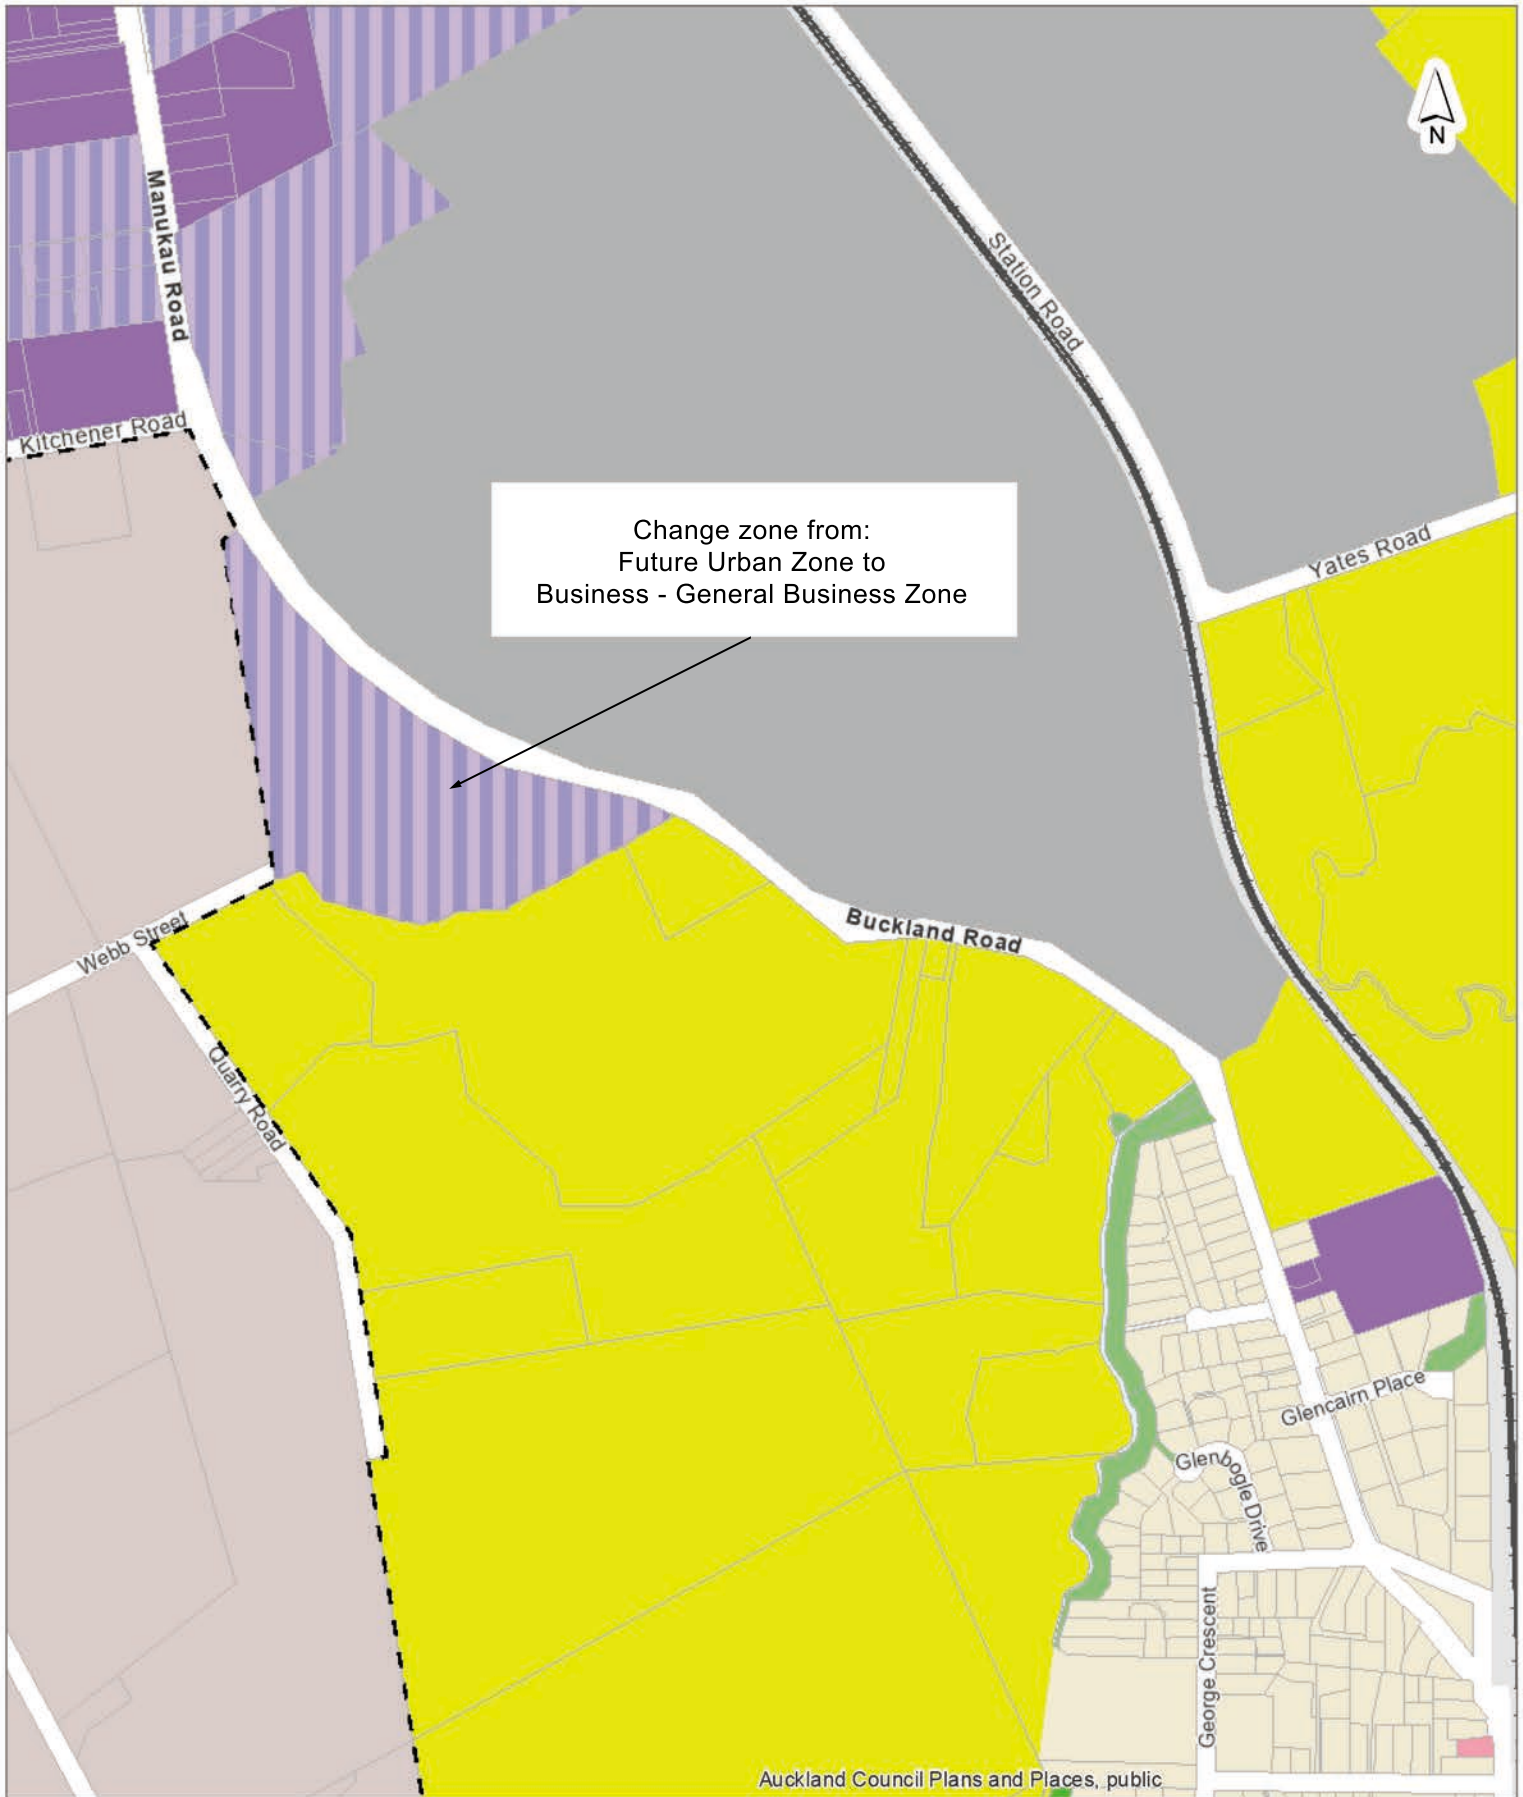 N
Manukau Road
Station Road
Kitchener Road
Change zone from:
Future Urban Zone to
Business - General Business Zone
Yates Road
Buckland Road
Webb Street
Quarry Road
Glencairn Place
Glenbogle Drive
George Crescent
Auckland Council Plans and Places, public